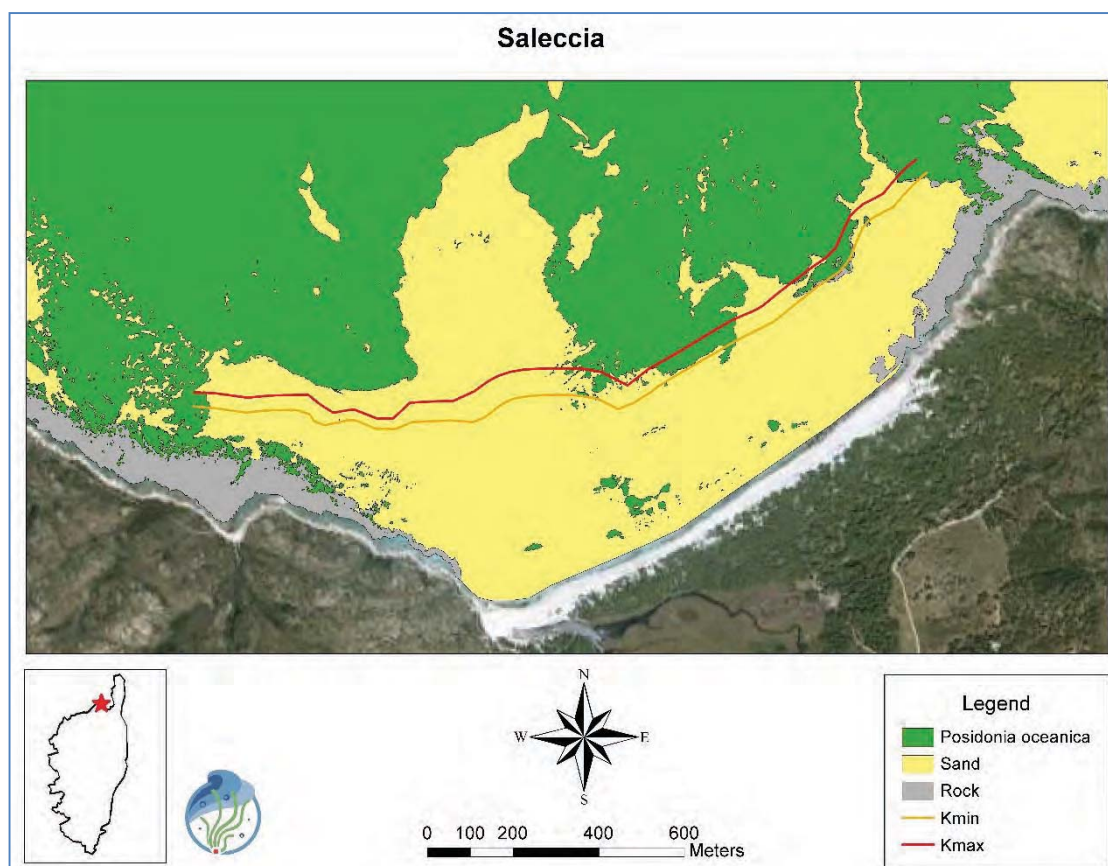 Saleccia
N
W
E
S
0 100 200 400 600
Meters
Legend
Posidonia oceanica
Sand
Rock
Kmin
Kmax